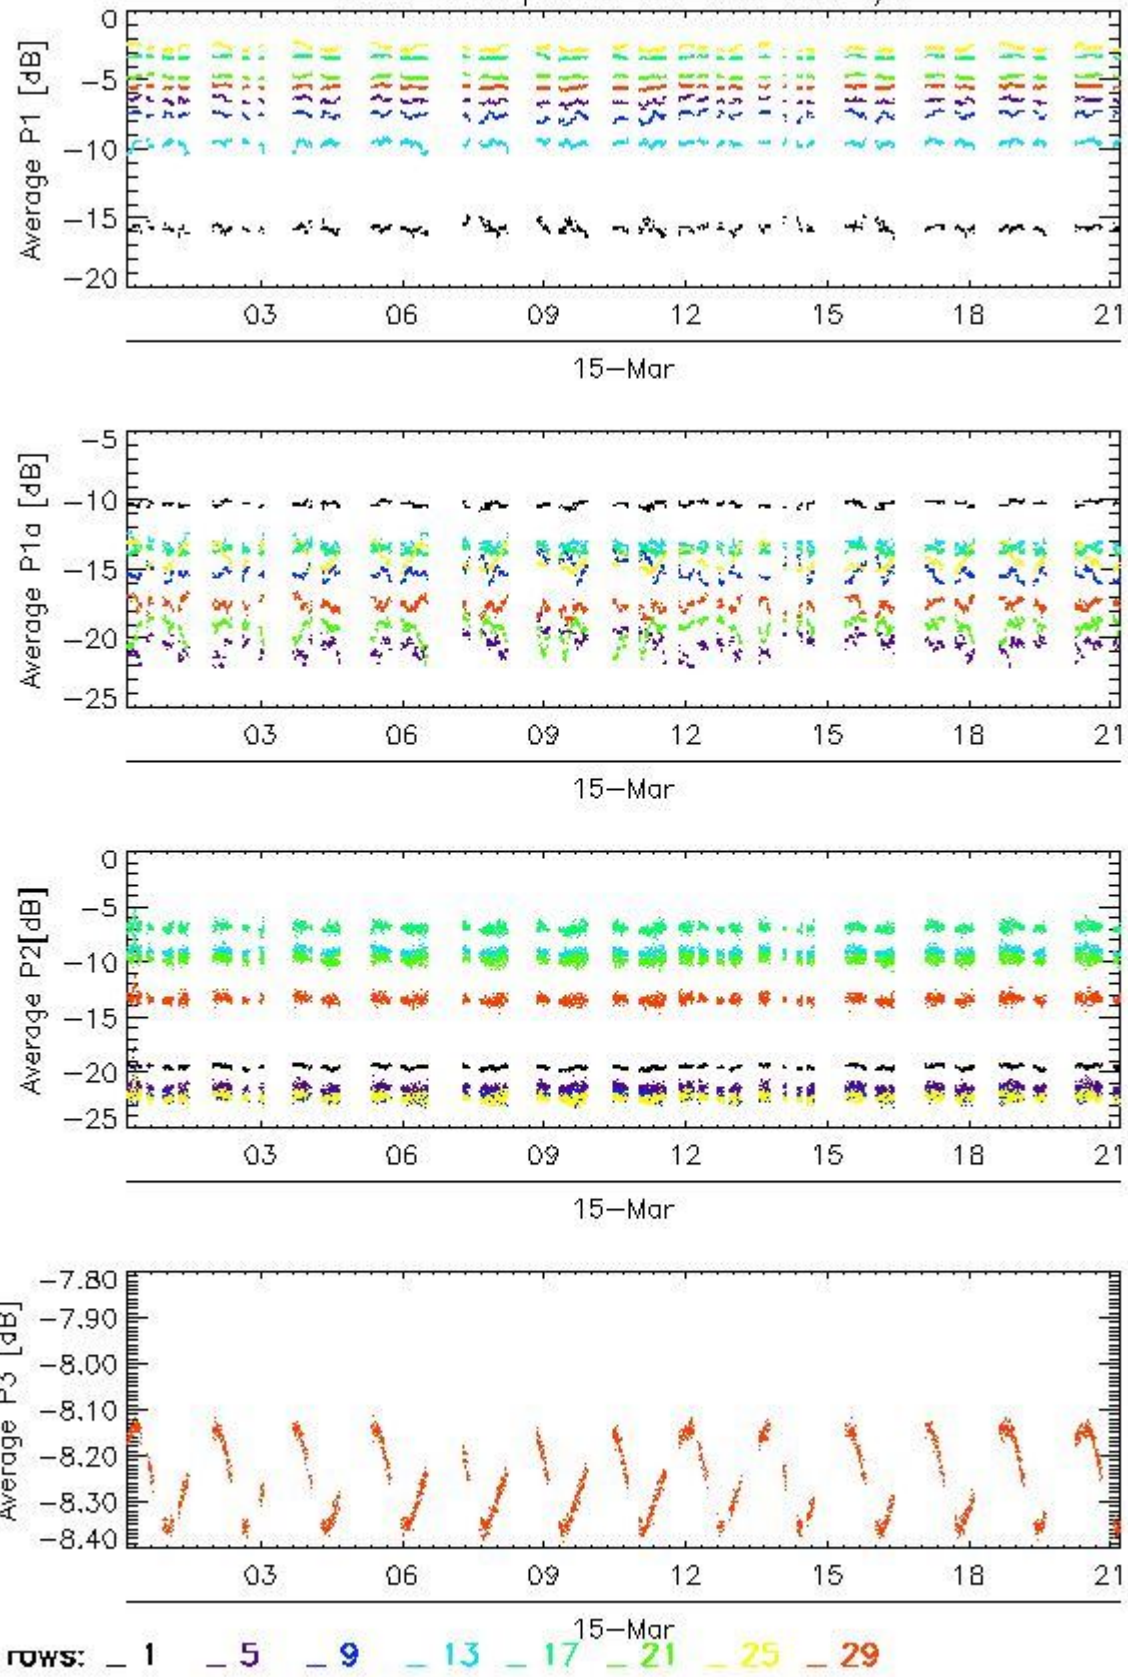 0
-5
-10
-15
-20
Average P1 [dB]
03 06 09 12 15 18 21
15-Mar
-5
-10
-15
-20
-25
Average P1a [dB]
03 06 09 12 15 18 21
15-Mar
0
-5
-10
-15
-20
-25
Average P2[dB]
03 06 09 12 15 18 21
15-Mar
-7.80
-7.90
-8.00
-8.10
-8.20
-8.30
-8.40
Average P3 [dB]
03 06 09 12 15 18 21
15-Mar
rows: _ 1 _ 5 _ 9 _ 13 _ 17 _ 21 _ 25 _ 29